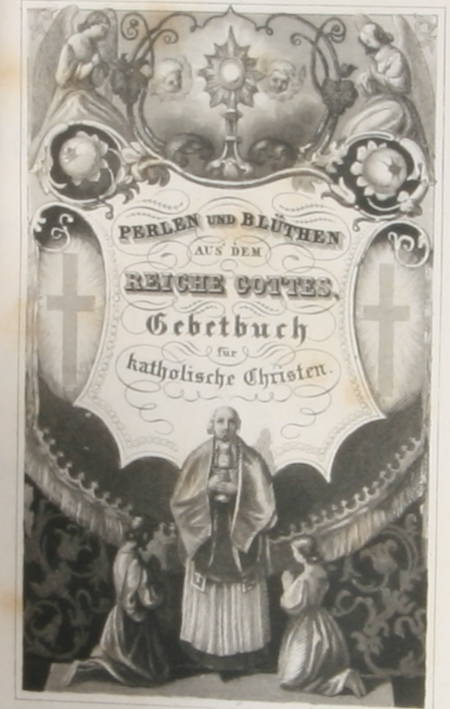 PERLEN UND BLÜTHEN
AUS DEM
REICHE GOTTES,
Gebetbuch
für
katholische Christen.